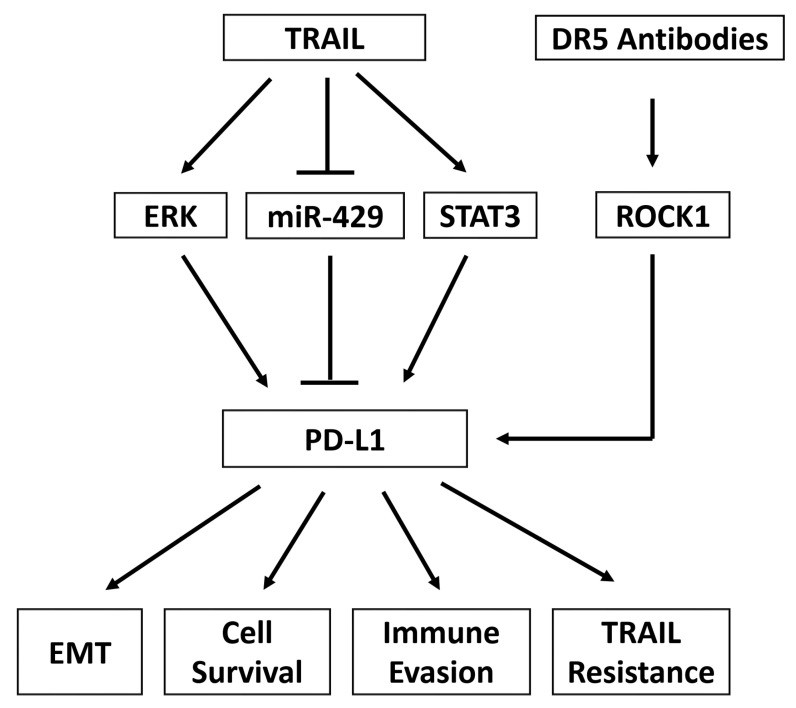 TRAIL
DR5 Antibodies
ERK
miR-429
STAT3
ROCK1
PD-L1
EMT
Cell
Survival
Immune
Evasion
TRAIL
Resistance